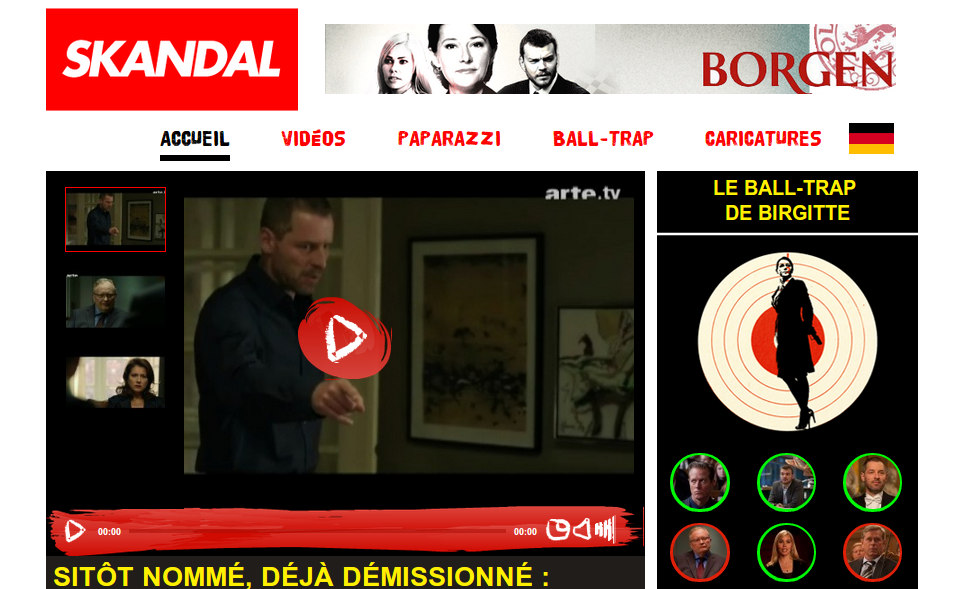 SKANDAL
BORGEN
ACCUEIL
VIDÉOS
PAPARAZZI
BALL-TRAP
CARICATURES
arte.tv
LE BALL-TRAP
DE BIRGITTE
00:00
00:00
SITÔT NOMMÉ, DÉJÀ DÉMISSIONNÉ :